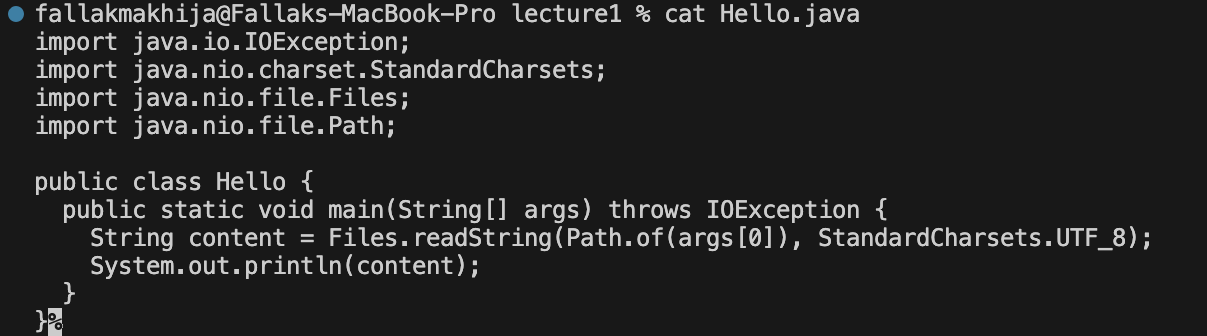 fallakmakhija@Fallaks-MacBook-Pro lecture1 % cat Hello.java
import java.io.IOException;
import java.nio.charset.StandardCharsets;
import java.nio.file.Files;
import java.nio.file.Path;

public class Hello {
  public static void main(String[] args) throws IOException {
    String content = Files.readString(Path.of(args[0]), StandardCharsets.UTF_8);
    System.out.println(content);
  }
}%